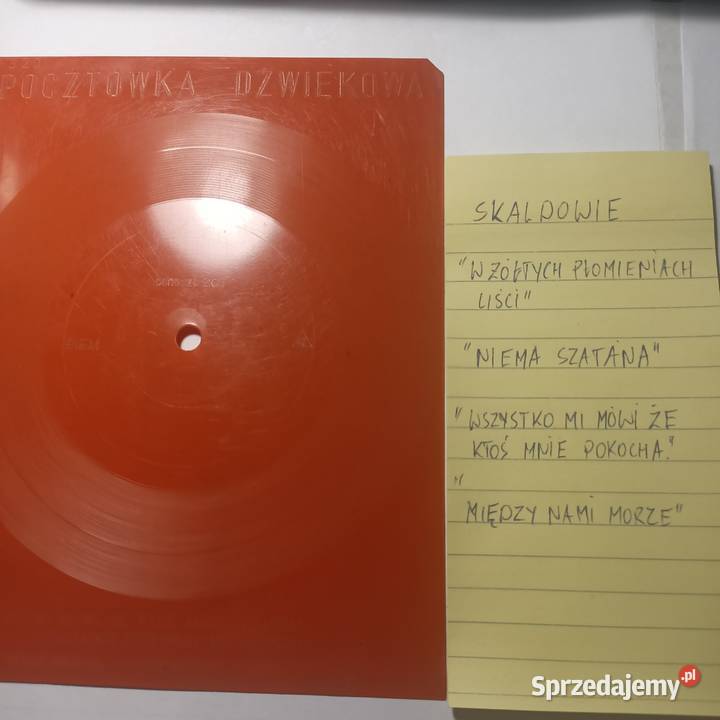 POCZTÓWKA DŹWIĘKOWA
SKALDOWIE
"W ŻÓŁTYCH PŁOMIENIACH
LIŚCI"
"NIEMA SZATANA"
"WSZYSTKO MI MÓWI ŻE
KTOŚ MNIE POKOCHA."
"
MIĘDZY NAMI MORZE"
Sprzedajemy.pl